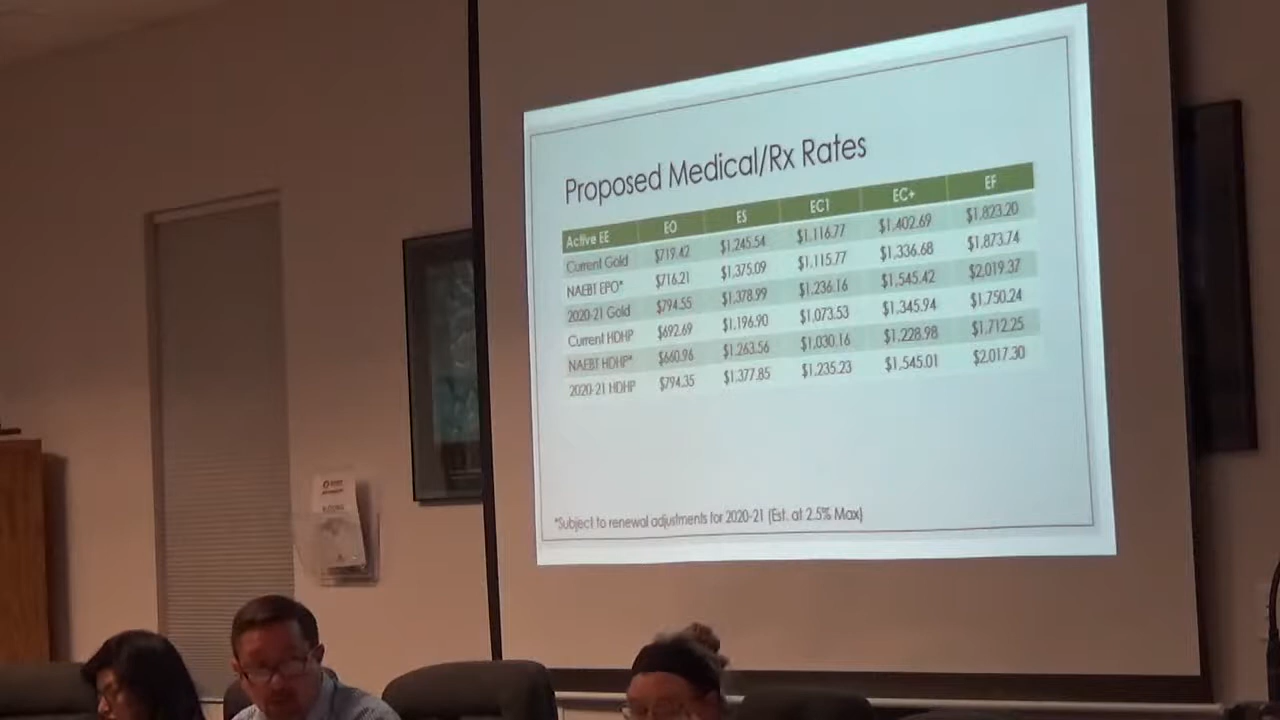 Proposed Medical/Rx Rates
Active EE EO ES EC1 EC+ EF
Current Gold $719.42 $1,245.54 $1,116.77 $1,402.69 $1,823.20
NAEBT EPO* $716.21 $1,375.09 $1,115.77 $1,336.68 $1,873.74
2020-21 Gold $794.55 $1,378.99 $1,236.16 $1,545.42 $2,019.37
Current HDHP $692.69 $1,196.90 $1,073.53 $1,345.94 $1,750.24
NAEBT HDHP* $660.96 $1,263.56 $1,030.16 $1,228.98 $1,712.25
2020-21 HDHP $794.35 $1,377.85 $1,235.23 $1,545.01 $2,017.30
*Subject to renewal adjustments for 2020-21 (Est. at 2.5% Max)